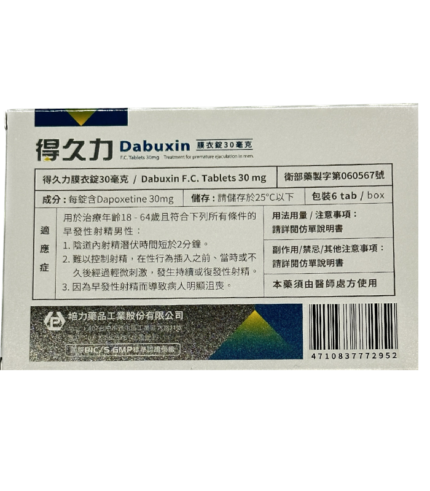 得久力 Dabuxin 膜衣錠30毫克
F.C. Tablets 30mg Treatment for premature ejaculation in men.
得久力膜衣錠30毫克 / Dabuxin F.C. Tablets 30 mg
衛部藥製字第060567號
成分：每錠含Dapoxetine 30mg
儲存：請儲存於25°C以下
包裝6 tab / box
適應症
用於治療年齡18﹑64歲且符合下列所有條件的
早發性射精男性：
1. 陰道內射精潛伏時間短於2分鐘。
2. 難以控制射精，在性行為插入之前、當時或不
久後經過輕微刺激，發生持續或復發性射精。
3. 因為早發性射精而導致病人明顯沮喪。
用法用量 / 注意事項：
請詳閱仿單說明書
副作用/禁忌/其他注意事項：
請詳閱仿單說明書
本藥須由醫師處方使用
培力藥品工業股份有限公司
PIC/S GMP
4710837772952